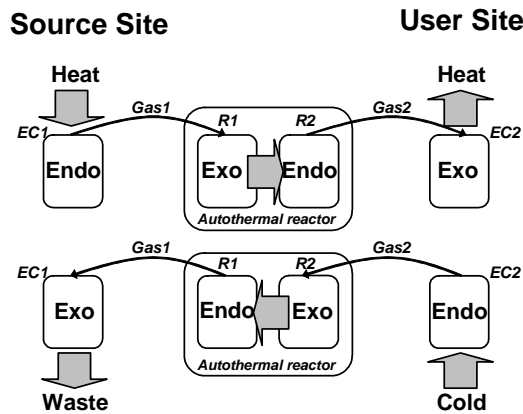 Source Site
User Site
Heat
Heat
Gas1
Gas2
EC1
R1
R2
EC2
Endo
Exo
Endo
Exo
Autothermal reactor
Gas1
Gas2
EC1
R1
R2
EC2
Exo
Endo
Exo
Endo
Autothermal reactor
Waste
Cold